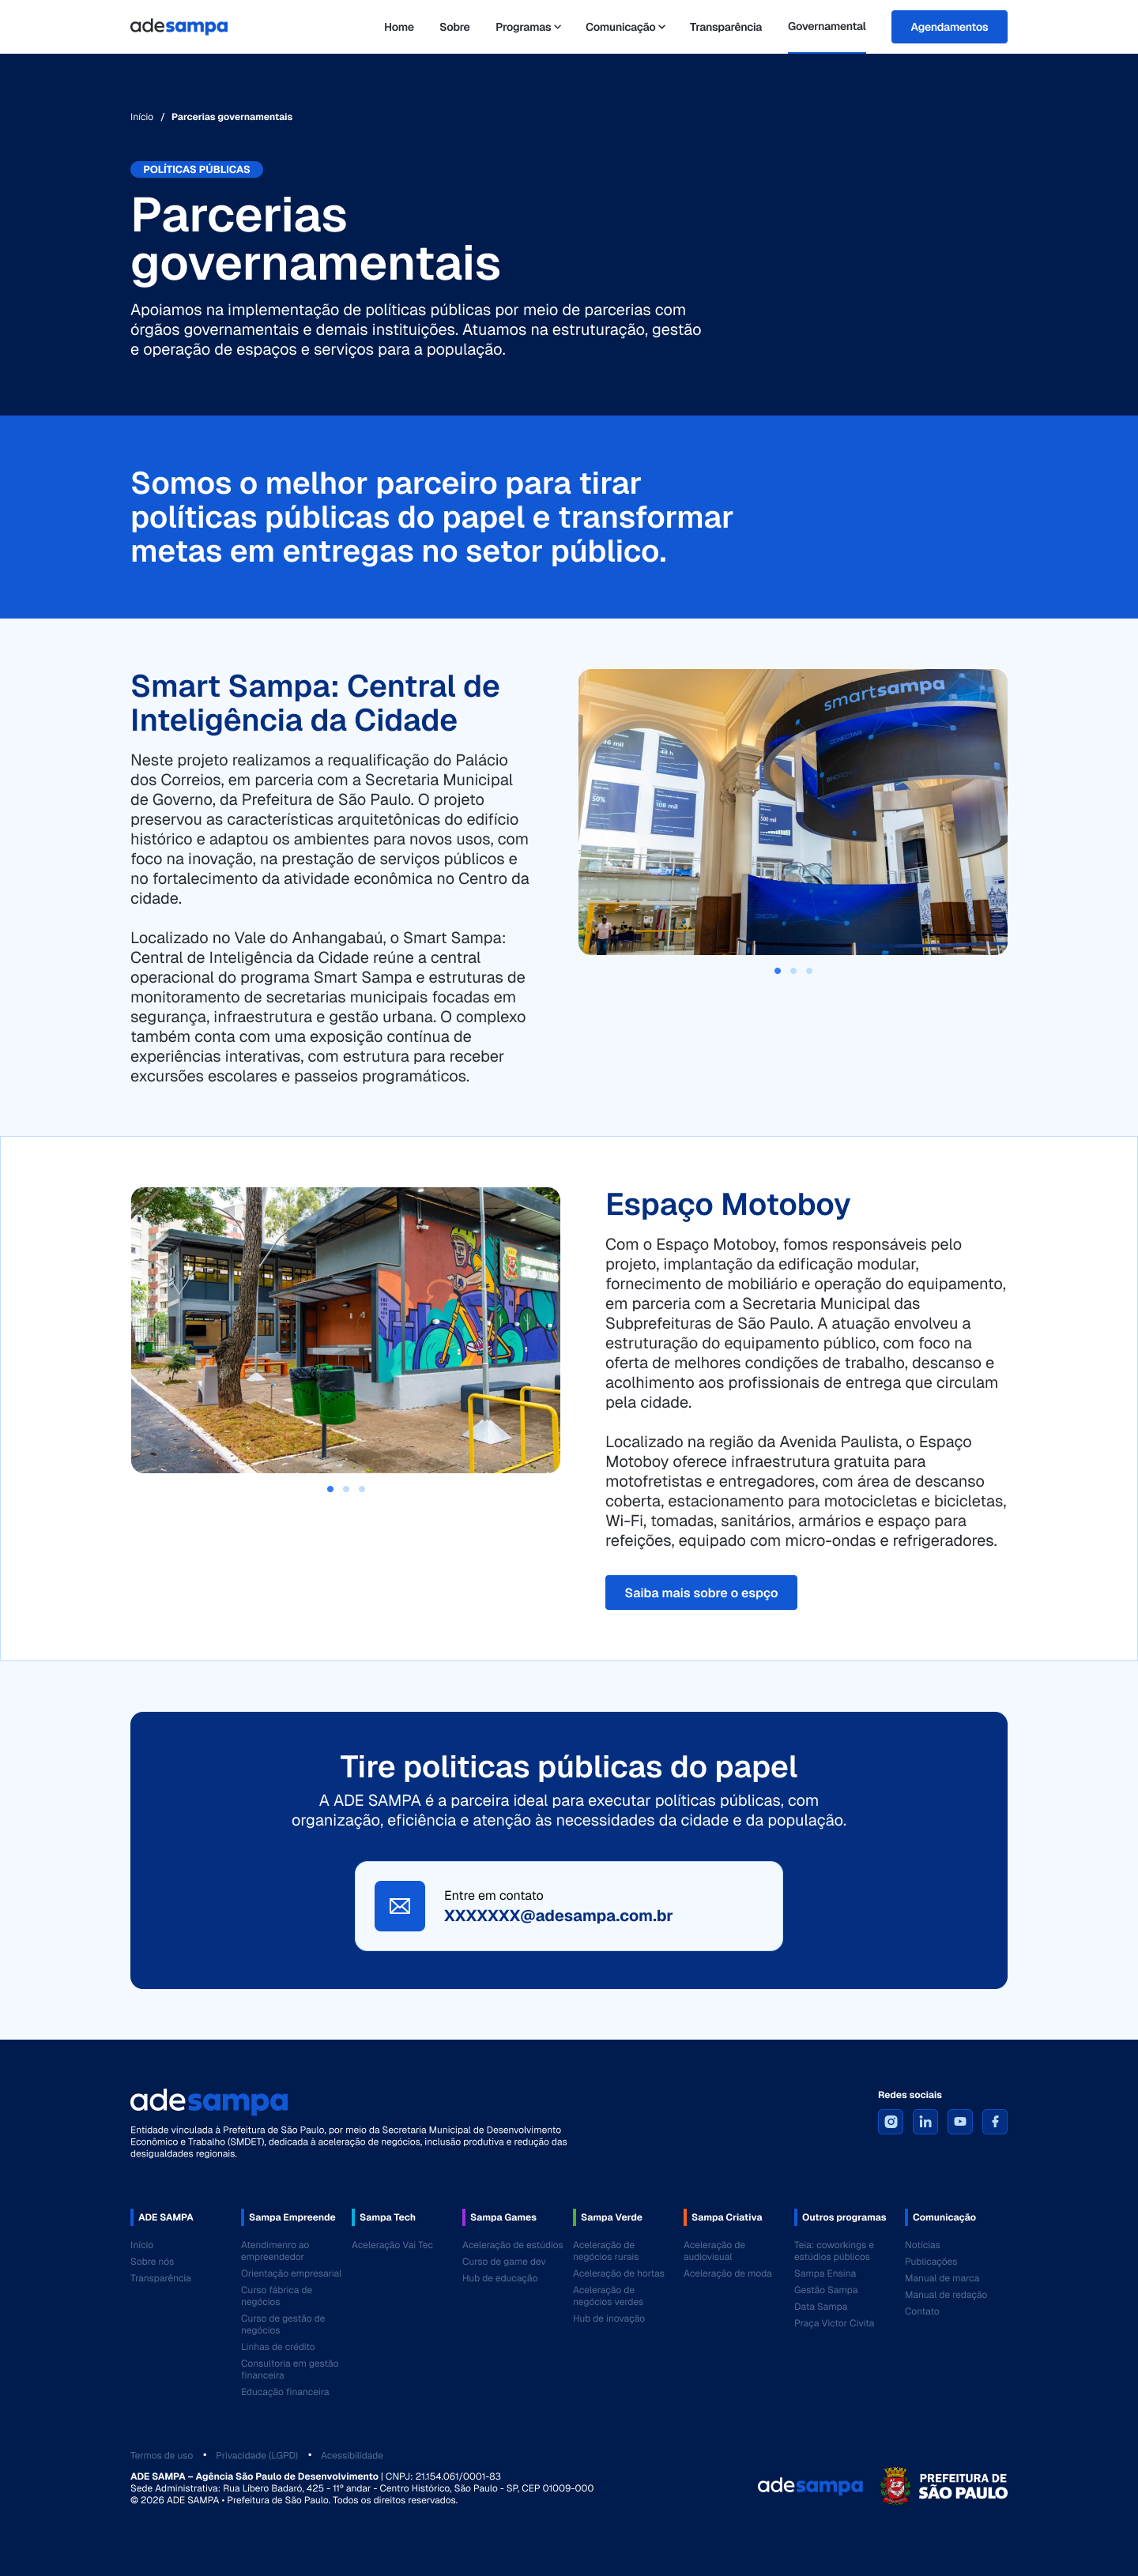 adesampa
Home Sobre Programas Comunicação Transparência Governamental Agendamentos
Início / Parcerias governamentais
POLÍTICAS PÚBLICAS
Parcerias
governamentais
Apoiamos na implementação de políticas públicas por meio de parcerias com
órgãos governamentais e demais instituições. Atuamos na estruturação, gestão
e operação de espaços e serviços para a população.
Somos o melhor parceiro para tirar
políticas públicas do papel e transformar
metas em entregas no setor público.
Smart Sampa: Central de
Inteligência da Cidade
Neste projeto realizamos a requalificação do Palácio
dos Correios, em parceria com a Secretaria Municipal
de Governo, da Prefeitura de São Paulo. O projeto
preservou as características arquitetônicas do edifício
histórico e adaptou os ambientes para novos usos, com
foco na inovação, na prestação de serviços públicos e
no fortalecimento da atividade econômica no Centro da
cidade.
Localizado no Vale do Anhangabaú, o Smart Sampa:
Central de Inteligência da Cidade reúne a central
operacional do programa Smart Sampa e estruturas de
monitoramento de secretarias municipais focadas em
segurança, infraestrutura e gestão urbana. O complexo
também conta com uma exposição contínua de
experiências interativas, com estrutura para receber
excursões escolares e passeios programáticos.
smartsampa
CONECTAR
50%
108 mil
500 mil
CONECTAR
Espaço Motoboy
Com o Espaço Motoboy, fomos responsáveis pelo
projeto, implantação da edificação modular,
fornecimento de mobiliário e operação do equipamento,
em parceria com a Secretaria Municipal das
Subprefeituras de São Paulo. A atuação envolveu a
estruturação do equipamento público, com foco na
oferta de melhores condições de trabalho, descanso e
acolhimento aos profissionais de entrega que circulam
pela cidade.
Localizado na região da Avenida Paulista, o Espaço
Motoboy oferece infraestrutura gratuita para
motofretistas e entregadores, com área de descanso
coberta, estacionamento para motocicletas e bicicletas,
Wi-Fi, tomadas, sanitários, armários e espaço para
refeições, equipado com micro-ondas e refrigeradores.
Saiba mais sobre o espço
Tire politicas públicas do papel
A ADE SAMPA é a parceira ideal para executar políticas públicas, com
organização, eficiência e atenção às necessidades da cidade e da população.
Entre em contato
XXXXXXX@adesampa.com.br
adesampa
Entidade vinculada à Prefeitura de São Paulo, por meio da Secretaria Municipal de Desenvolvimento
Econômico e Trabalho (SMDET), dedicada à aceleração de negócios, inclusão produtiva e redução das
desigualdades regionais.
Redes sociais
ADE SAMPA
Início
Sobre nós
Transparência
Sampa Empreende
Atendimenro ao
empreendedor
Orientação empresarial
Curso fábrica de
negócios
Curso de gestão de
negócios
Linhas de crédito
Consultoria em gestão
financeira
Educação financeira
Sampa Tech
Aceleração Vai Tec
Sampa Games
Aceleração de estúdios
Curso de game dev
Hub de educação
Sampa Verde
Aceleração de
negócios rurais
Aceleração de hortas
Aceleração de
negócios verdes
Hub de inovação
Sampa Criativa
Aceleração de
audiovisual
Aceleração de moda
Outros programas
Teia: coworkings e
estúdios públicos
Sampa Ensina
Gestão Sampa
Data Sampa
Praça Victor Civita
Comunicação
Notícias
Publicações
Manual de marca
Manual de redação
Contato
Termos de uso • Privacidade (LGPD) • Acessibilidade
ADE SAMPA – Agência São Paulo de Desenvolvimento | CNPJ: 21.154.061/0001-83
Sede Administrativa: Rua Líbero Badaró, 425 - 11º andar - Centro Histórico, São Paulo - SP, CEP 01009-000
© 2026 ADE SAMPA • Prefeitura de São Paulo. Todos os direitos reservados.
adesampa
PREFEITURA DE
SÃO PAULO